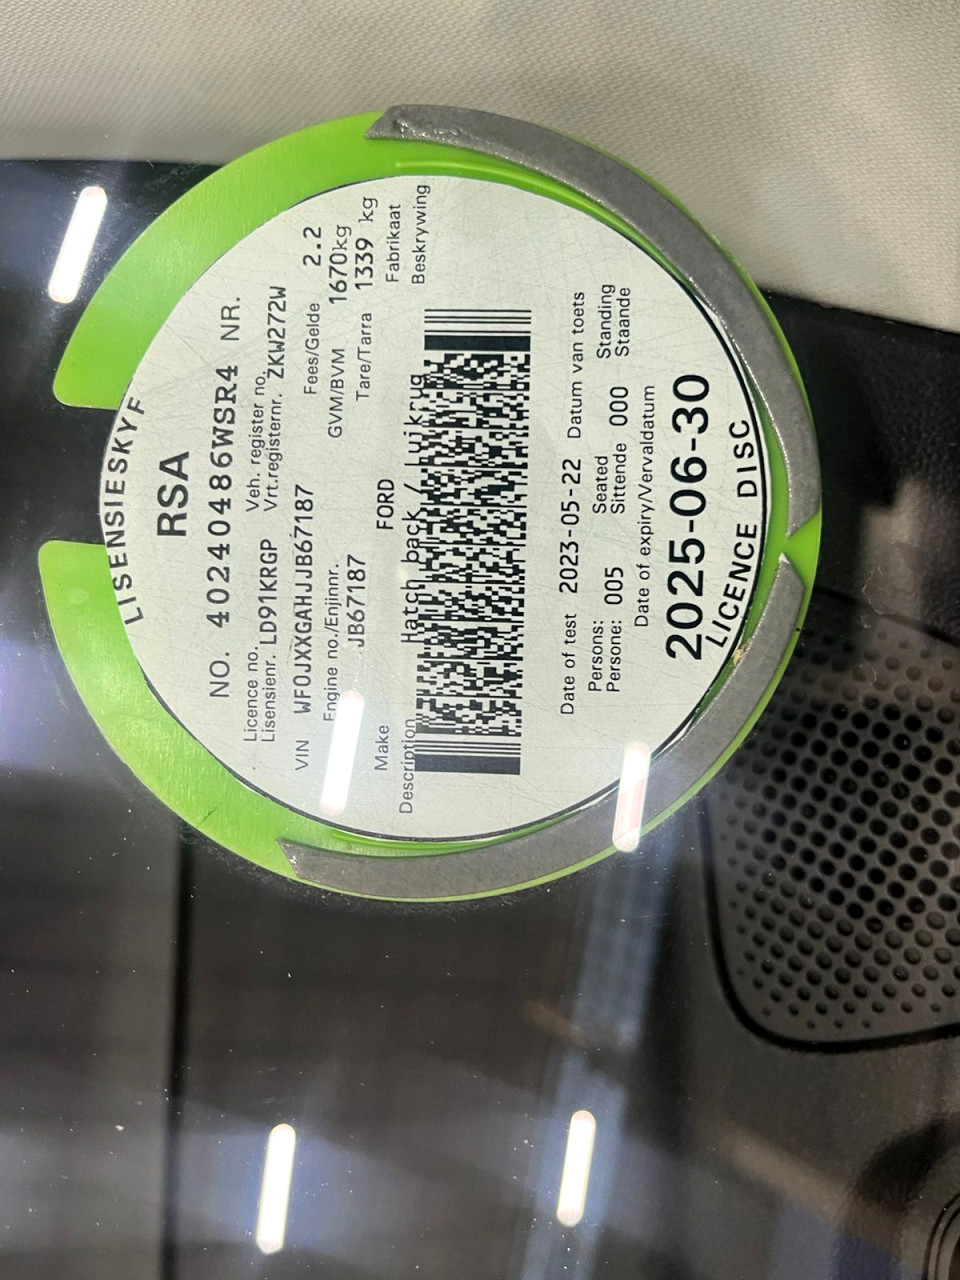 LISENSIESKYF
RSA
NO. 40240486WSR4 NR.
Licence no. Veh. register no.
Lisensienr. LD91KRGP Vrt.registernr. ZKW272W
VIN WF0JXXGAHJJB67187 Fees/Gelde 2.2
Engine no./Enjinnr. GVM/BVM 1670kg
JB67187 Tare/Tarra 1339 kg
Make FORD Fabrikaat
Description Hatch back / Luikrug Beskrywing
Date of test 2023-05-22 Datum van toets
Persons: Seated Standing
Persone: 005 Sittende 000 Staande
Date of expiry/Vervaldatum
2025-06-30
LICENCE DISC